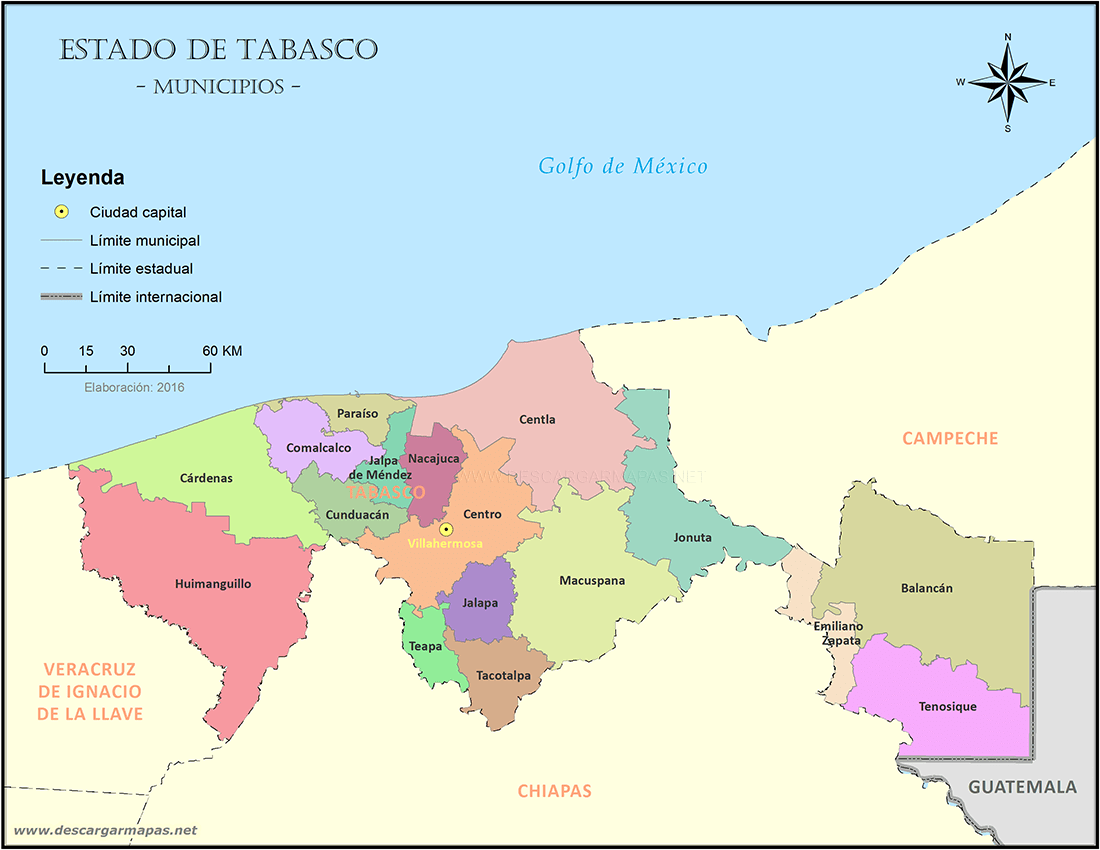 ESTADO DE TABASCO
- MUNICIPIOS -
N
W
E
S
Golfo de México
Leyenda
Ciudad capital
Límite municipal
Límite estadual
Límite internacional
0 15 30 60 KM
Elaboración: 2016
Paraíso
Centla
Comalcalco
CAMPECHE
Jalpa
de Méndez
Nacajuca
Cárdenas
WWW.DESCARGARMAPAS.NET
TABASCO
Cunduacán
Centro
Villahermosa
Jonuta
Huimanguillo
Macuspana
Balancán
Jalapa
Emiliano
Zapata
Teapa
Tacotalpa
VERACRUZ
DE IGNACIO
DE LA LLAVE
Tenosique
CHIAPAS
GUATEMALA
www.descargarmapas.net